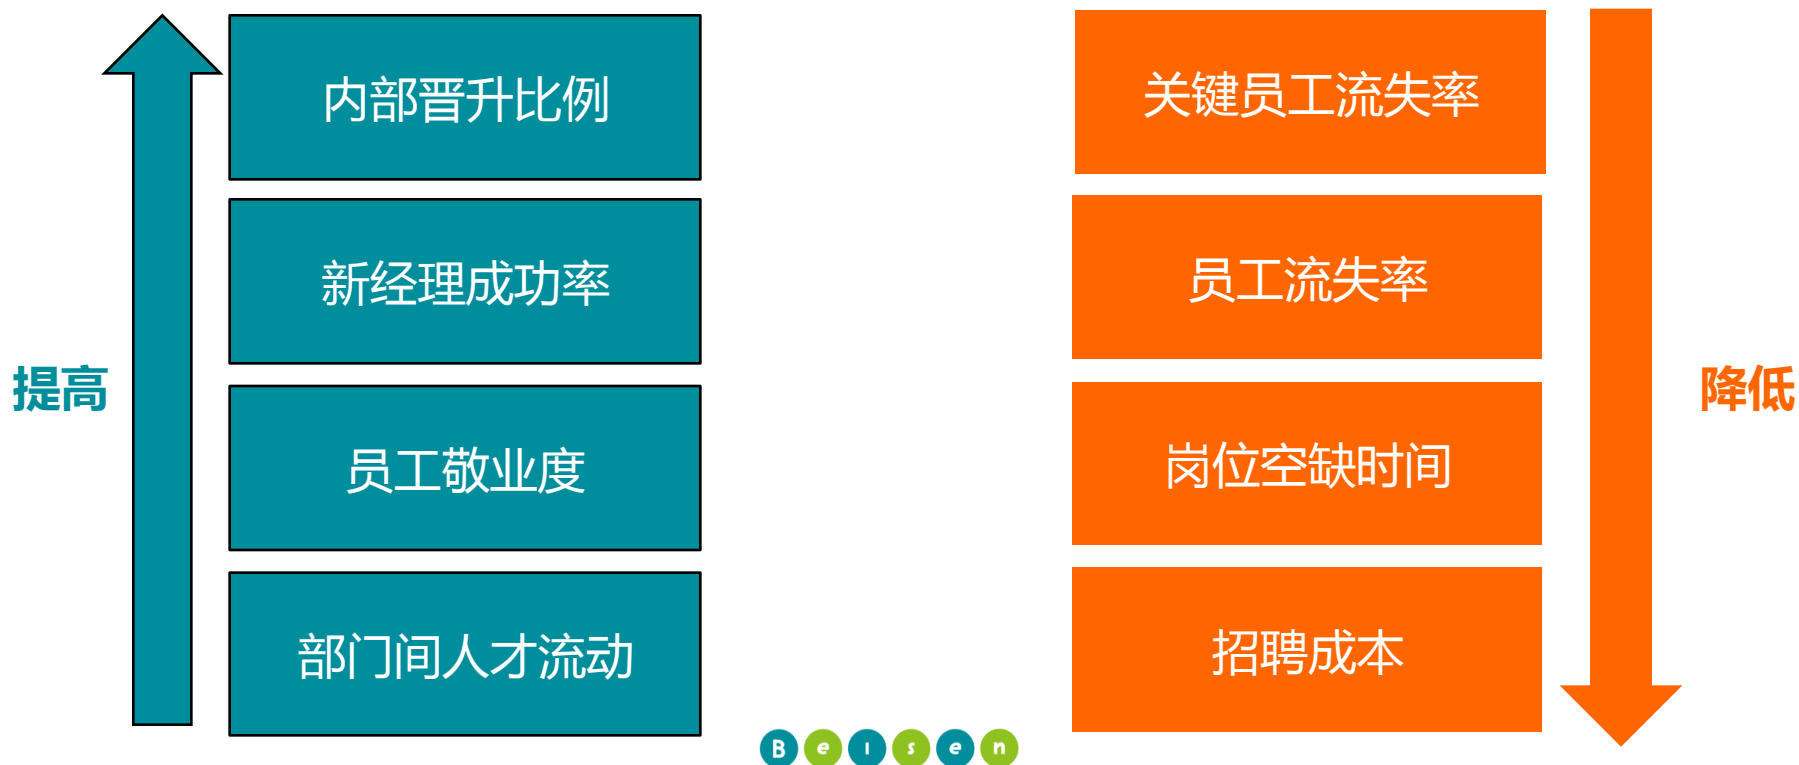 提高
内部晋升比例
新经理成功率
员工敬业度
部门间人才流动
关键员工流失率
员工流失率
岗位空缺时间
招聘成本
降低
Beisen